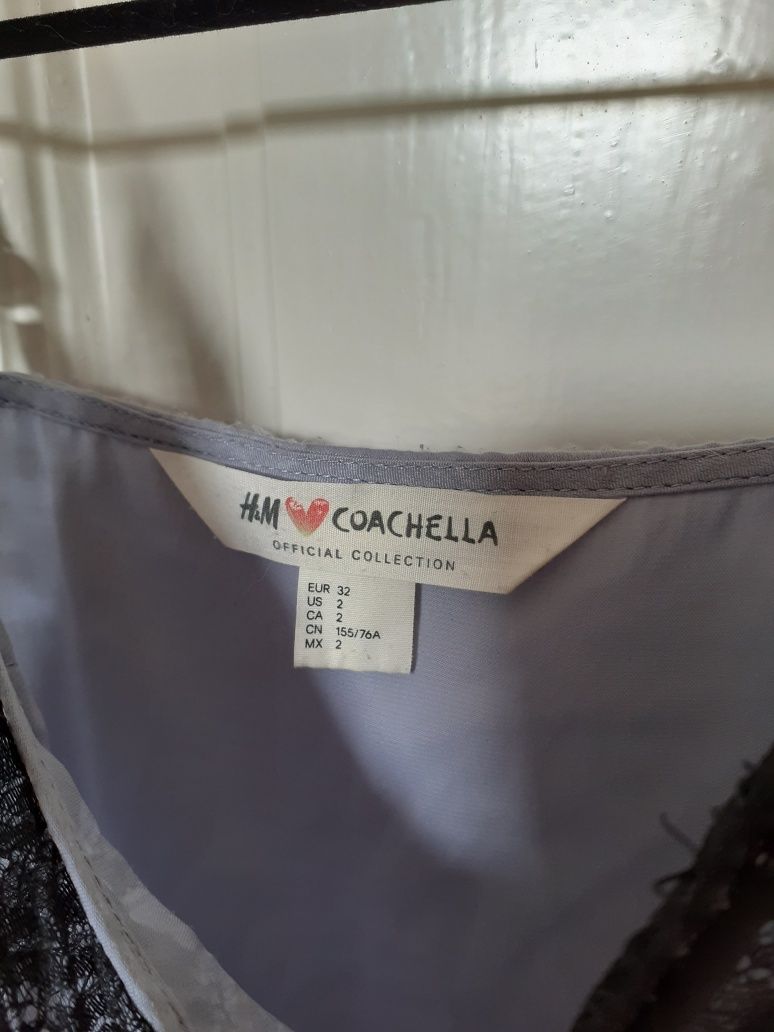 H&M COACHELLA
OFFICIAL COLLECTION
EUR 32
US 2
CA 2
CN 155/76A
MX 2